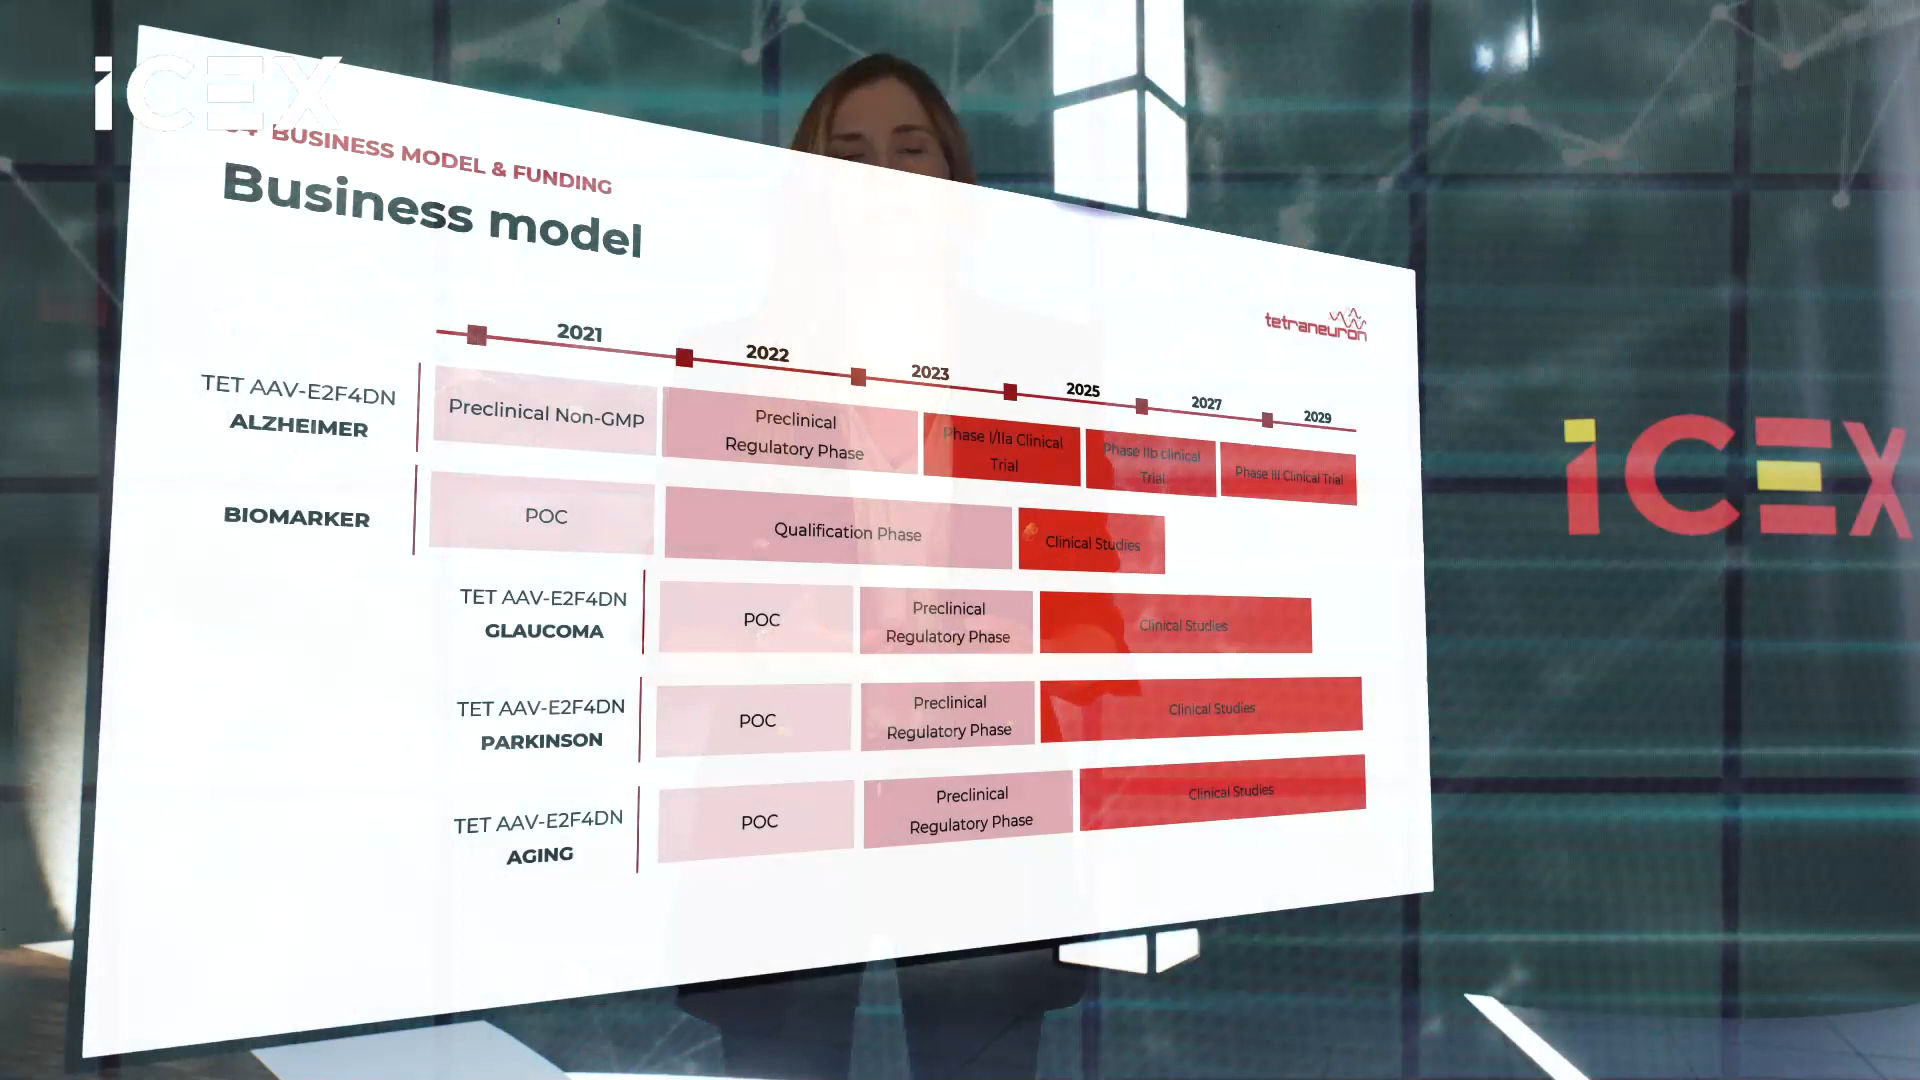 iCEX
BUSINESS MODEL & FUNDING
Business model
tetraneuron
2021
2022
2023
2025
2027
2029
TET AAV-E2F4DN
ALZHEIMER
Preclinical Non-GMP
Preclinical
Regulatory Phase
Phase I/IIa Clinical
Trial
Phase IIb clinical
Trial
Phase III Clinical Trial
iCEX
BIOMARKER
POC
Qualification Phase
Clinical Studies
TET AAV-E2F4DN
GLAUCOMA
POC
Preclinical
Regulatory Phase
Clinical Studies
TET AAV-E2F4DN
PARKINSON
POC
Preclinical
Regulatory Phase
Clinical Studies
TET AAV-E2F4DN
AGING
POC
Preclinical
Regulatory Phase
Clinical Studies